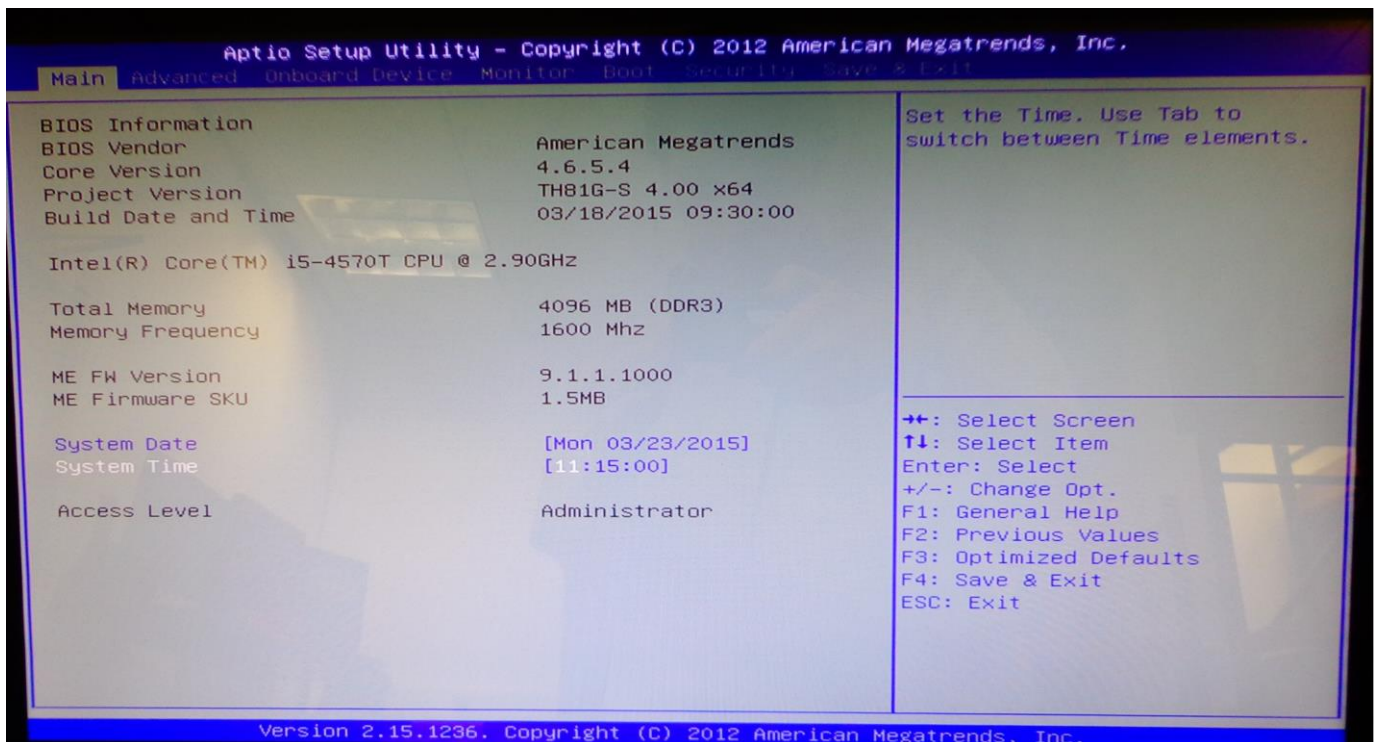 Aptio Setup Utility – Copyright (C) 2012 American Megatrends, Inc.
Main Advanced Onboard Device Monitor Boot Security Save & Exit
BIOS Information
BIOS Vendor American Megatrends
Core Version 4.6.5.4
Project Version TH81G-S 4.00 x64
Build Date and Time 03/18/2015 09:30:00
Intel(R) Core(TM) i5-4570T CPU @ 2.90GHz
Total Memory 4096 MB (DDR3)
Memory Frequency 1600 Mhz
ME FW Version 9.1.1.1000
ME Firmware SKU 1.5MB
System Date [Mon 03/23/2015]
System Time [11:15:00]
Access Level Administrator
Set the Time. Use Tab to
switch between Time elements.
→←: Select Screen
↑↓: Select Item
Enter: Select
+/-: Change Opt.
F1: General Help
F2: Previous Values
F3: Optimized Defaults
F4: Save & Exit
ESC: Exit
Version 2.15.1236. Copyright (C) 2012 American Megatrends, Inc.